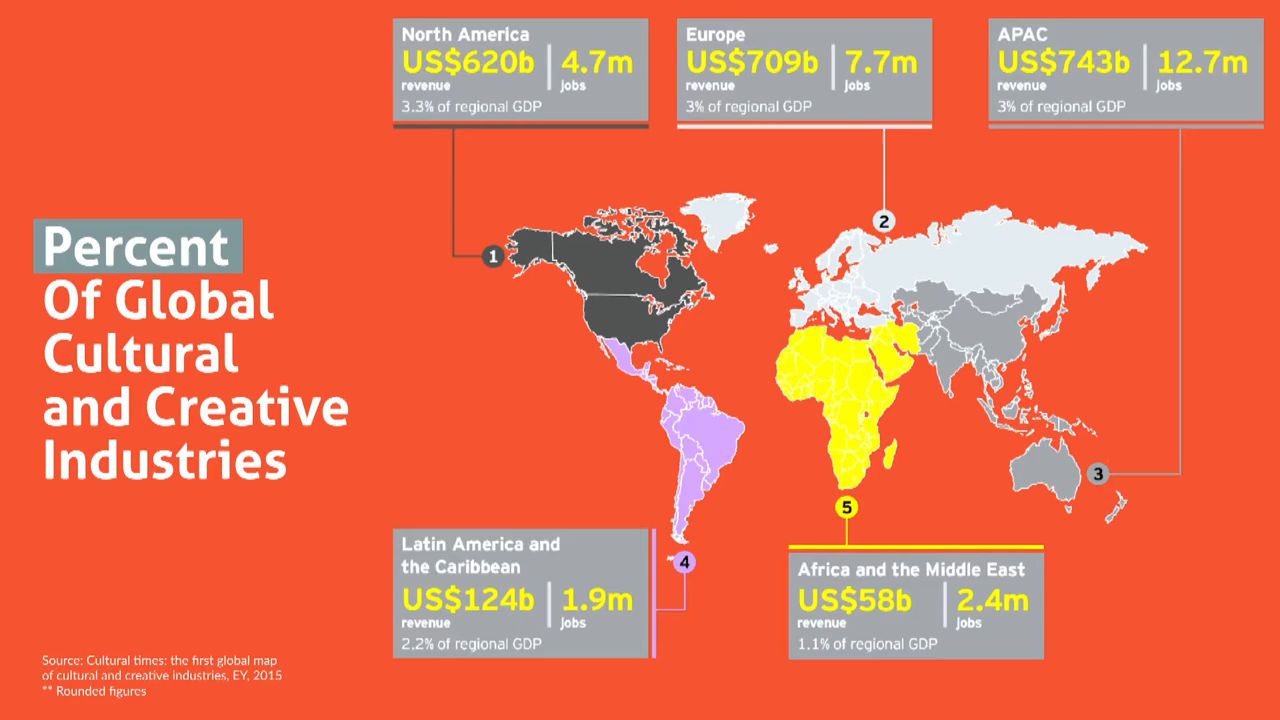 North America
US$620b
4.7m
revenue
jobs
3.3% of regional GDP
Europe
US$709b
7.7m
revenue
jobs
3% of regional GDP
APAC
US$743b
12.7m
revenue
jobs
3% of regional GDP
Percent
Of Global
Cultural
and Creative
Industries
1
2
3
4
5
Latin America and
the Caribbean
US$124b
1.9m
revenue
jobs
2.2% of regional GDP
Africa and the Middle East
US$58b
2.4m
revenue
jobs
1.1% of regional GDP
Source: Cultural times: the first global map
of cultural and creative industries, EY, 2015
** Rounded figures